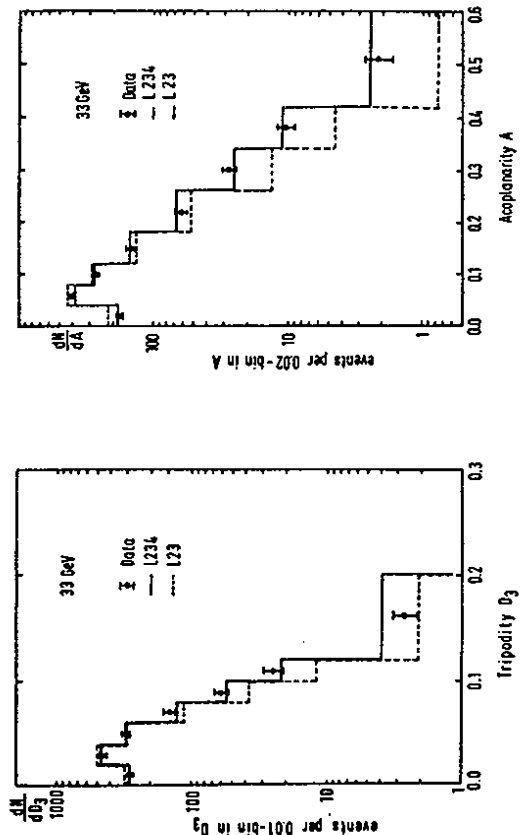 dN
dD3
1000
100
10
1
events per 0.01-bin in D3
33 GeV
Data
L234
L23
0.0 0.1 0.2 0.3
Tripodity D3
dN
dA
100
10
1
events per 0.02-bin in A
33 GeV
Data
L234
L23
0.0 0.1 0.2 0.3 0.4 0.5 0.6
Acoplanarity A